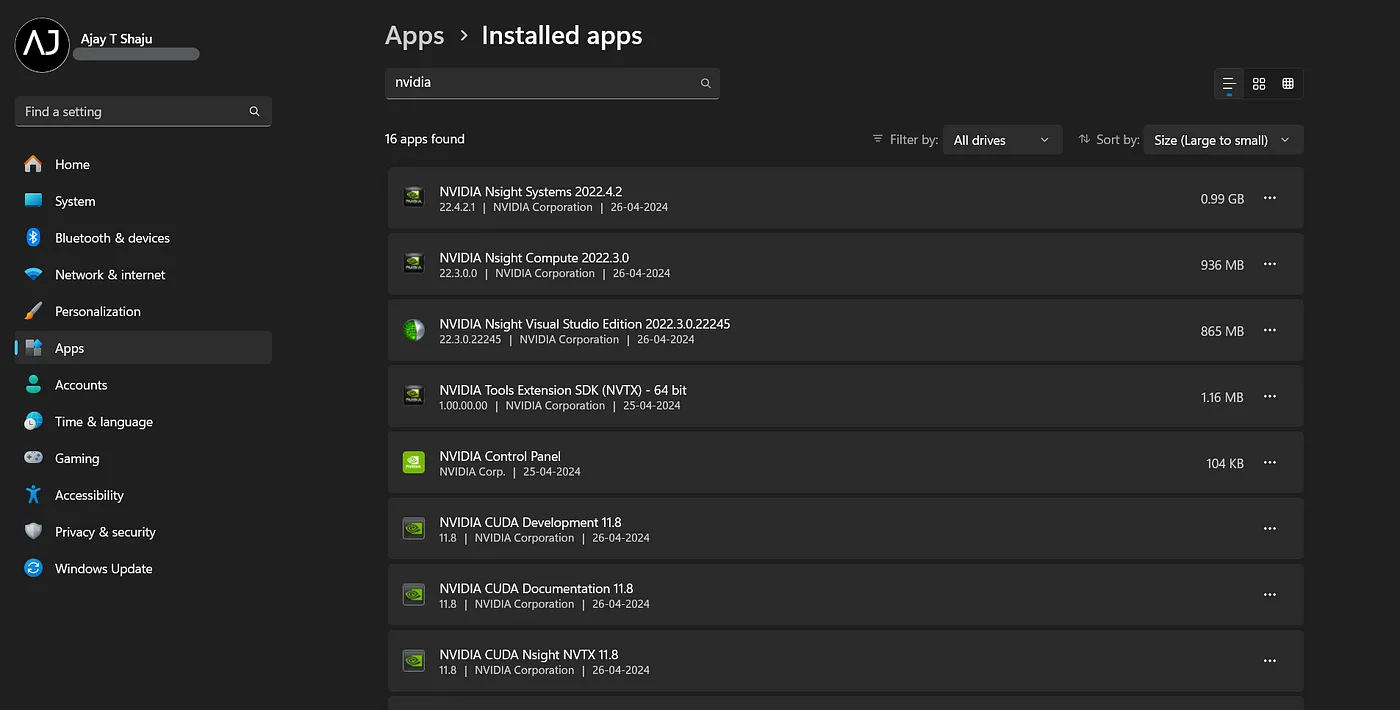 AJ
Ajay T Shaju
Find a setting
Home
System
Bluetooth & devices
Network & internet
Personalization
Apps
Accounts
Time & language
Gaming
Accessibility
Privacy & security
Windows Update
Apps > Installed apps
nvidia
16 apps found
Filter by: All drives
Sort by: Size (Large to small)
NVIDIA Nsight Systems 2022.4.2
22.4.2.1 | NVIDIA Corporation | 26-04-2024
0.99 GB
NVIDIA Nsight Compute 2022.3.0
22.3.0.0 | NVIDIA Corporation | 26-04-2024
936 MB
NVIDIA Nsight Visual Studio Edition 2022.3.0.22245
22.3.0.22245 | NVIDIA Corporation | 26-04-2024
865 MB
NVIDIA Tools Extension SDK (NVTX) - 64 bit
1.00.00.00 | NVIDIA Corporation | 25-04-2024
1.16 MB
NVIDIA Control Panel
NVIDIA Corp. | 25-04-2024
104 KB
NVIDIA CUDA Development 11.8
11.8 | NVIDIA Corporation | 26-04-2024
NVIDIA CUDA Documentation 11.8
11.8 | NVIDIA Corporation | 26-04-2024
NVIDIA CUDA Nsight NVTX 11.8
11.8 | NVIDIA Corporation | 26-04-2024